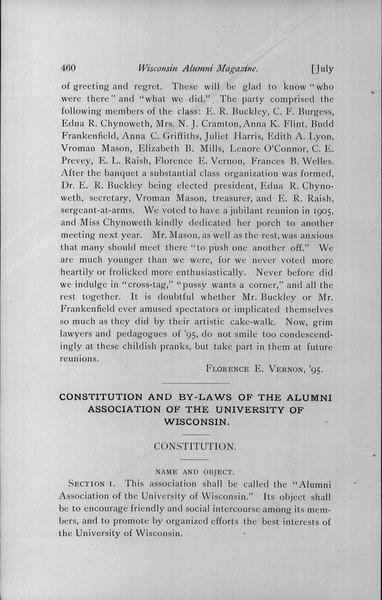 460 Wisconsin Alumni Magazine. [July
of greeting and regret. These will be glad to know "who
were there" and "what we did." The party comprised the
following members of the class: E. R. Buckley, C. F. Burgess,
Edna R. Chynoweth, Mrs. N. J. Cramton, Anna K. Flint, Budd
Frankenfield, Anna C. Griffiths, Juliet Harris, Edith A. Lyon,
Vroman Mason, Elizabeth B. Mills, Lenore O'Connor, C. E.
Prevey, E. L. Raish, Florence E. Vernon, Frances B. Welles.
After the banquet a substantial class organization was formed,
Dr. E. R. Buckley being elected president, Edna R. Chyno-
weth, secretary, Vroman Mason, treasurer, and E. R. Raish,
sergeant-at-arms. We voted to have a jubilant reunion in 1905,
and Miss Chynoweth kindly dedicated her porch to another
meeting next year. Mr. Mason, as well as the rest, was anxious
that many should meet there "to push one another off." We
are much younger than we were, for we never voted more
heartily or frolicked more enthusiastically. Never before did
we indulge in "cross-tag," "pussy wants a corner," and all the
rest together. It is doubtful whether Mr. Buckley or Mr.
Frankenfield ever amused spectators or implicated themselves
so much as they did by their artistic cake-walk. Now, grim
lawyers and pedagogues of '95, do not smile too condescend-
ingly at these childish pranks, but take part in them at future
reunions.
Florence E. Vernon, '95.
CONSTITUTION AND BY-LAWS OF THE ALUMNI
ASSOCIATION OF THE UNIVERSITY OF
WISCONSIN.
CONSTITUTION.
NAME AND OBJECT.
Section 1. This association shall be called the "Alumni
Association of the University of Wisconsin." Its object shall
be to encourage friendly and social intercourse among its mem-
bers, and to promote by organized efforts the best interests of
the University of Wisconsin.